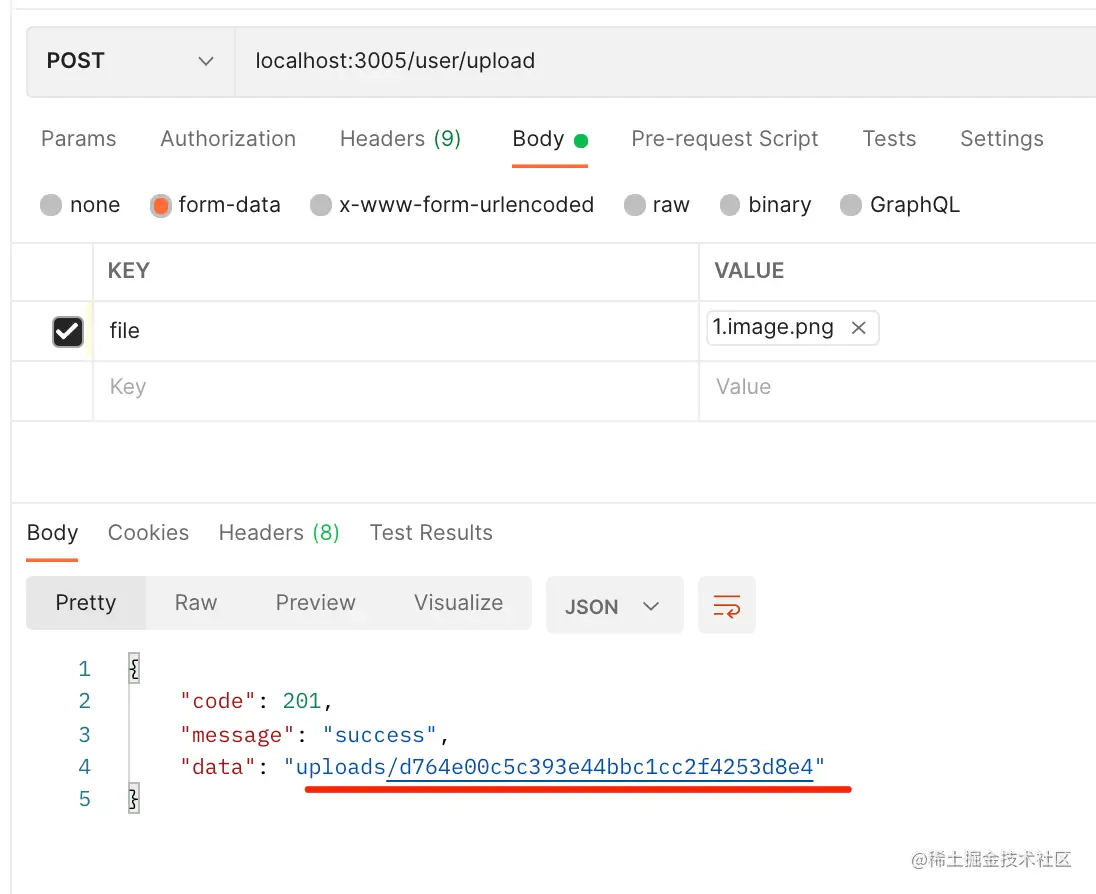 POST localhost:3005/user/upload
Params Authorization Headers (9) Body Pre-request Script Tests Settings
none form-data x-www-form-urlencoded raw binary GraphQL
KEY VALUE
file 1.image.png
Key Value
Body Cookies Headers (8) Test Results
Pretty Raw Preview Visualize JSON
1 {
2 "code": 201,
3 "message": "success",
4 "data": "uploads/d764e00c5c393e44bbc1cc2f4253d8e4"
5 }
@稀土掘金技术社区